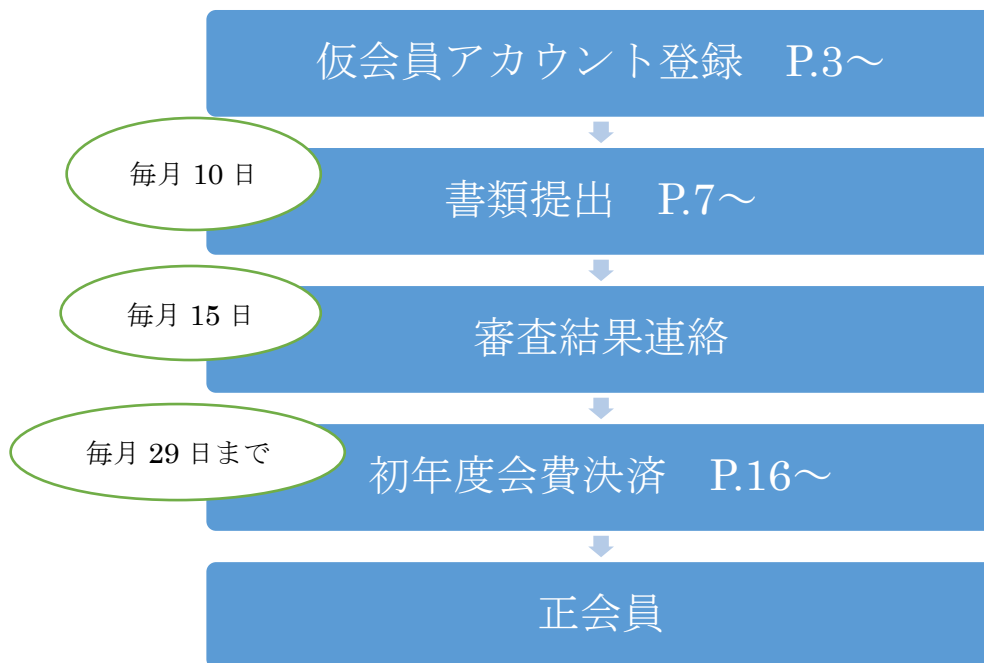 仮会員アカウント登録　P.3～
毎月 10 日
書類提出　P.7～
毎月 15 日
審査結果連絡
毎月 29 日まで
初年度会費決済　P.16～
正会員